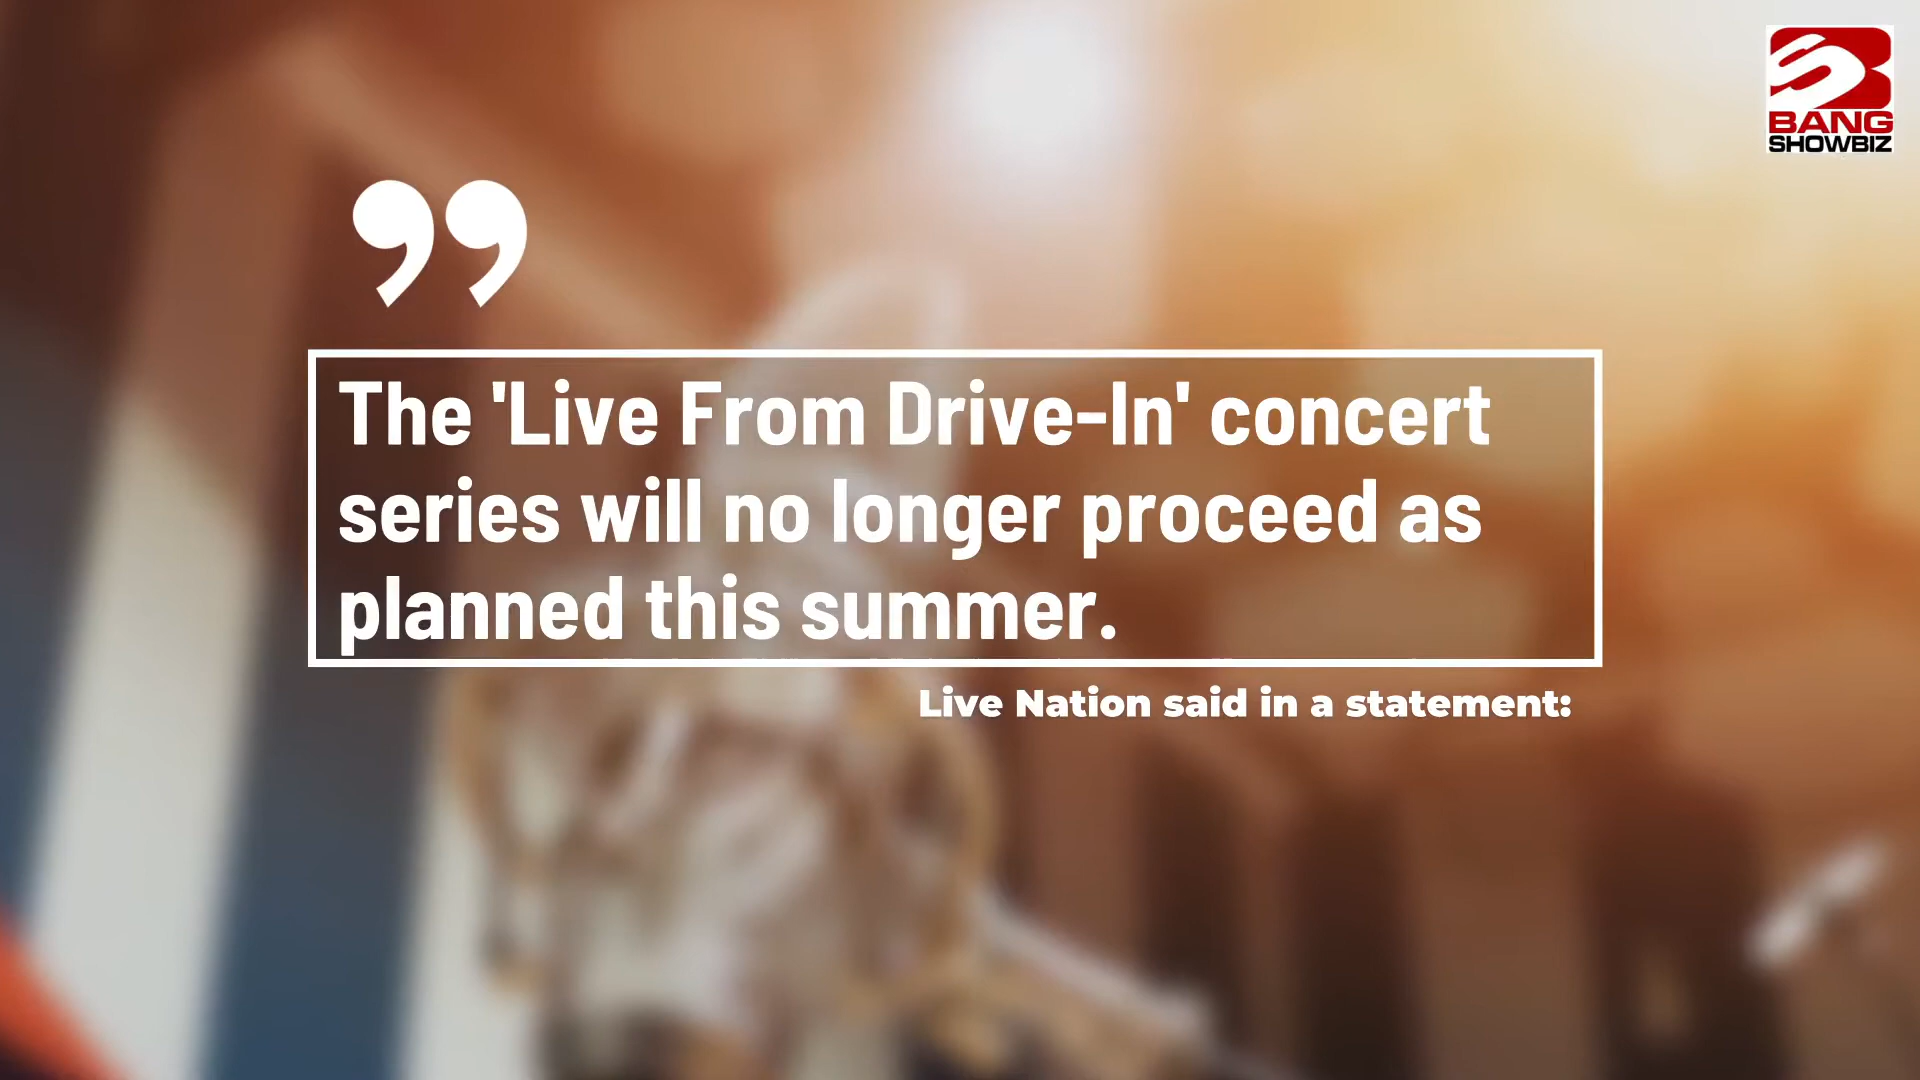 BANG
SHOWBIZ
”
The 'Live From Drive-In' concert
series will no longer proceed as
planned this summer.
Live Nation said in a statement: